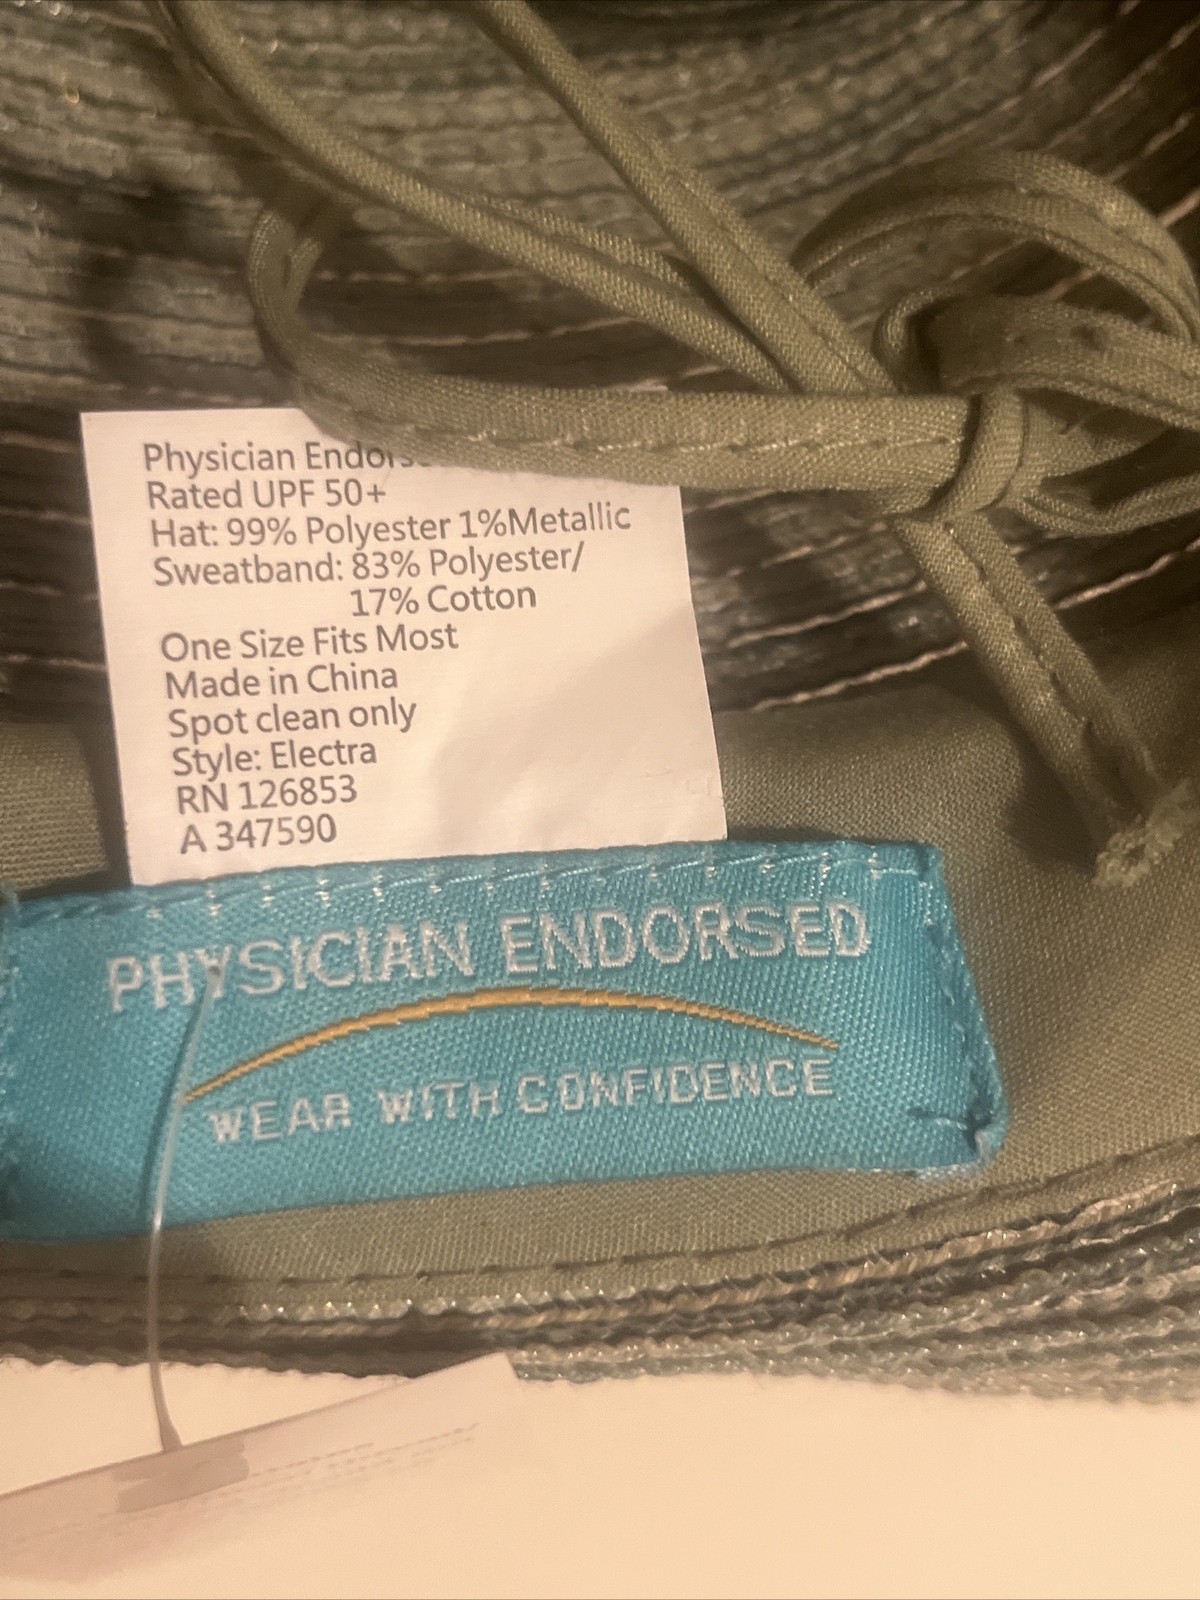 Physician Endors
Rated UPF 50+
Hat: 99% Polyester 1%Metallic
Sweatband: 83% Polyester/
17% Cotton
One Size Fits Most
Made in China
Spot clean only
Style: Electra
RN 126853
A 347590
PHYSICIAN ENDORSED
WEAR WITH CONFIDENCE